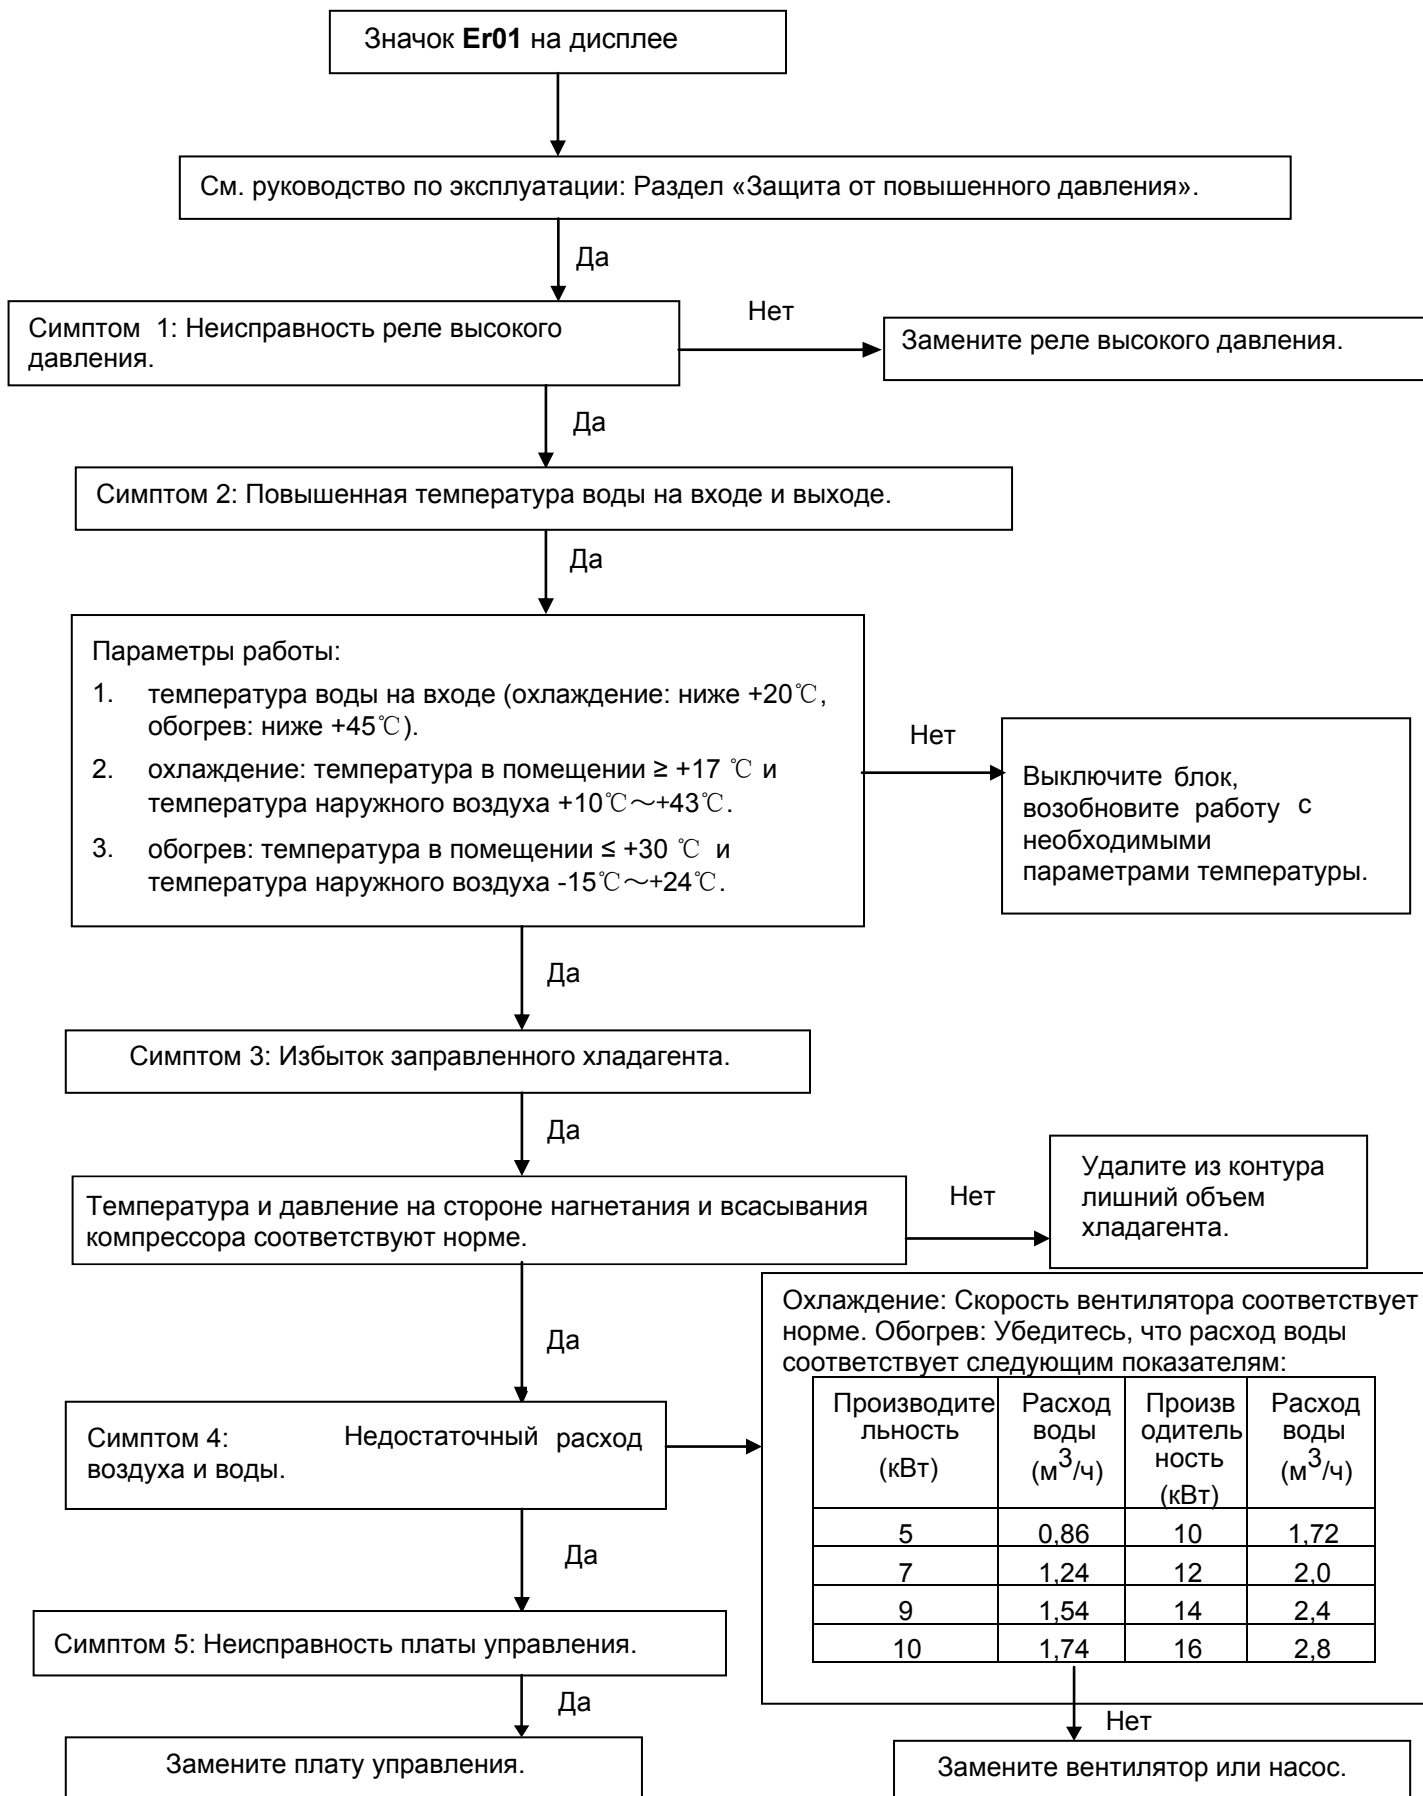 Значок Er01 на дисплее
См. руководство по эксплуатации: Раздел «Защита от повышенного давления».
Да
Симптом 1: Неисправность реле высокого
давления.
Нет
Замените реле высокого давления.
Да
Симптом 2: Повышенная температура воды на входе и выходе.
Да
Параметры работы:
1. температура воды на входе (охлаждение: ниже +20℃,
обогрев: ниже +45℃).
2. охлаждение: температура в помещении ≥ +17 ℃ и
температура наружного воздуха +10℃～+43℃.
3. обогрев: температура в помещении ≤ +30 ℃ и
температура наружного воздуха -15℃～+24℃.
Нет
Выключите блок,
возобновите работу с
необходимыми
параметрами температуры.
Да
Симптом 3: Избыток заправленного хладагента.
Да
Температура и давление на стороне нагнетания и всасывания
компрессора соответствуют норме.
Нет
Удалите из контура
лишний объем
хладагента.
Да
Симптом 4: Недостаточный расход
воздуха и воды.
Охлаждение: Скорость вентилятора соответствует
норме. Обогрев: Убедитесь, что расход воды
соответствует следующим показателям:
Производите
льность
(кВт)
Расход
воды
(м³/ч)
Произв
одитель
ность
(кВт)
Расход
воды
(м³/ч)
5 0,86 10 1,72
7 1,24 12 2,0
9 1,54 14 2,4
10 1,74 16 2,8
Да
Симптом 5: Неисправность платы управления.
Да
Замените плату управления.
Нет
Замените вентилятор или насос.